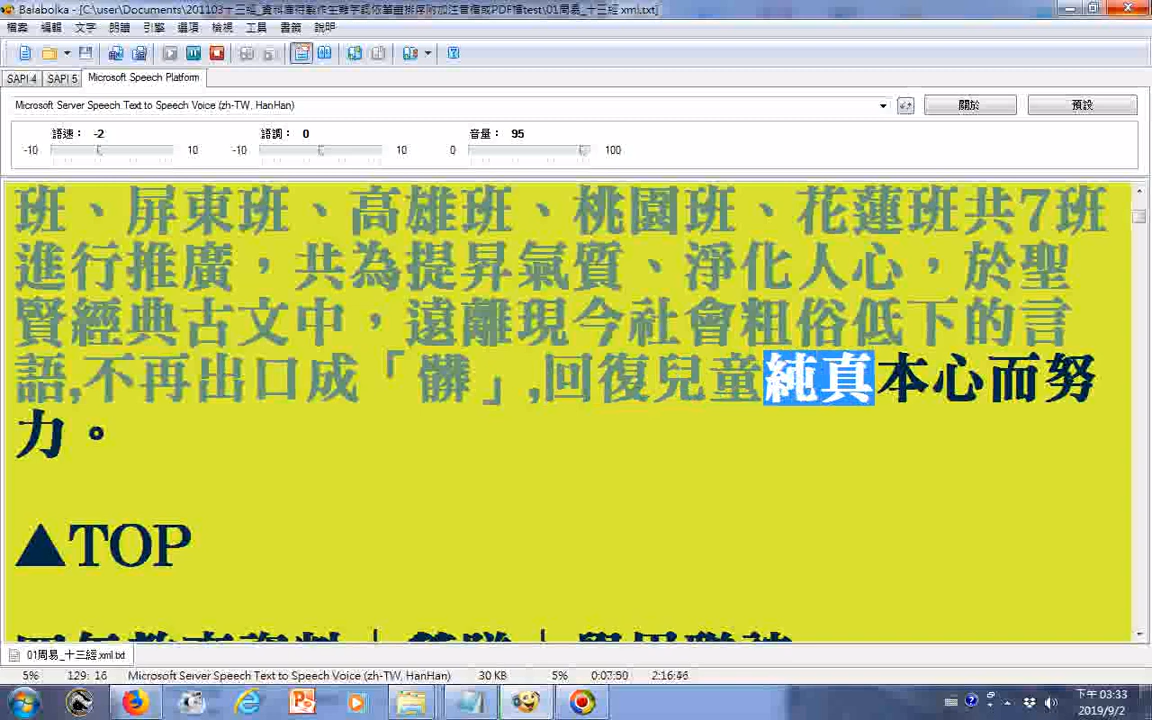 Balabolka - [C:\user\Documents\201103十三經_資料庫得製作生難字詞依筆畫排序附加注音檔或PDF檔test\01周易_十三經 xml.txt]
檔案 編輯 文字 朗讀 引擎 選項 檢視 工具 書籤 說明
SAPI 4 SAPI 5 Microsoft Speech Platform
Microsoft Server Speech Text to Speech Voice (zh-TW, HanHan) 關於 預設
語速： -2 語調： 0 音量： 95
-10 10 -10 10 0 100
班、屏東班、高雄班、桃園班、花蓮班共7班
進行推廣，共為提昇氣質、淨化人心，於聖
賢經典古文中，遠離現今社會粗俗低下的言
語,不再出口成「髒」,回復兒童純真本心而努
力。
▲TOP
01周易_十三經.xml.txt
5% 129: 16 Microsoft Server Speech Text to Speech Voice (zh-TW, HanHan) 30 KB 5% 0:07:50 2:16:46
下午 03:33
2019/9/2